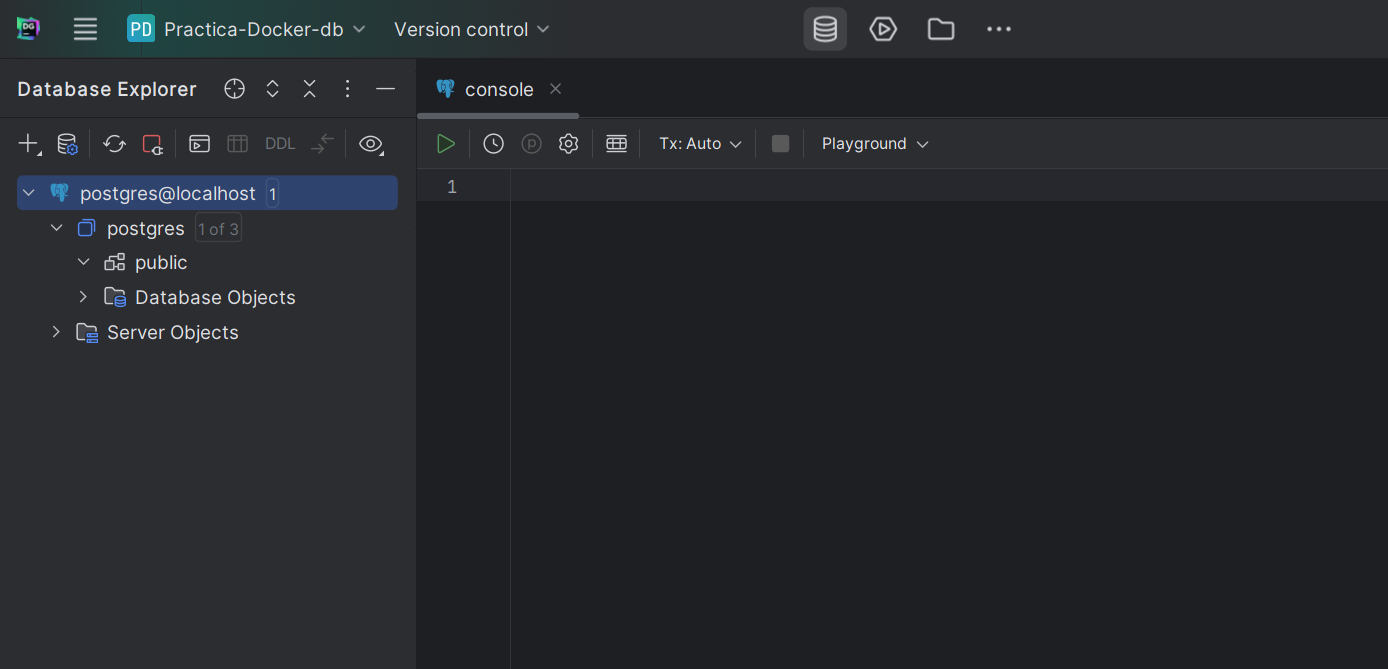 DG
PD Practica-Docker-db Version control
Database Explorer
console
DDL
Tx: Auto Playground
postgres@localhost 1
1
postgres 1 of 3
public
Database Objects
Server Objects